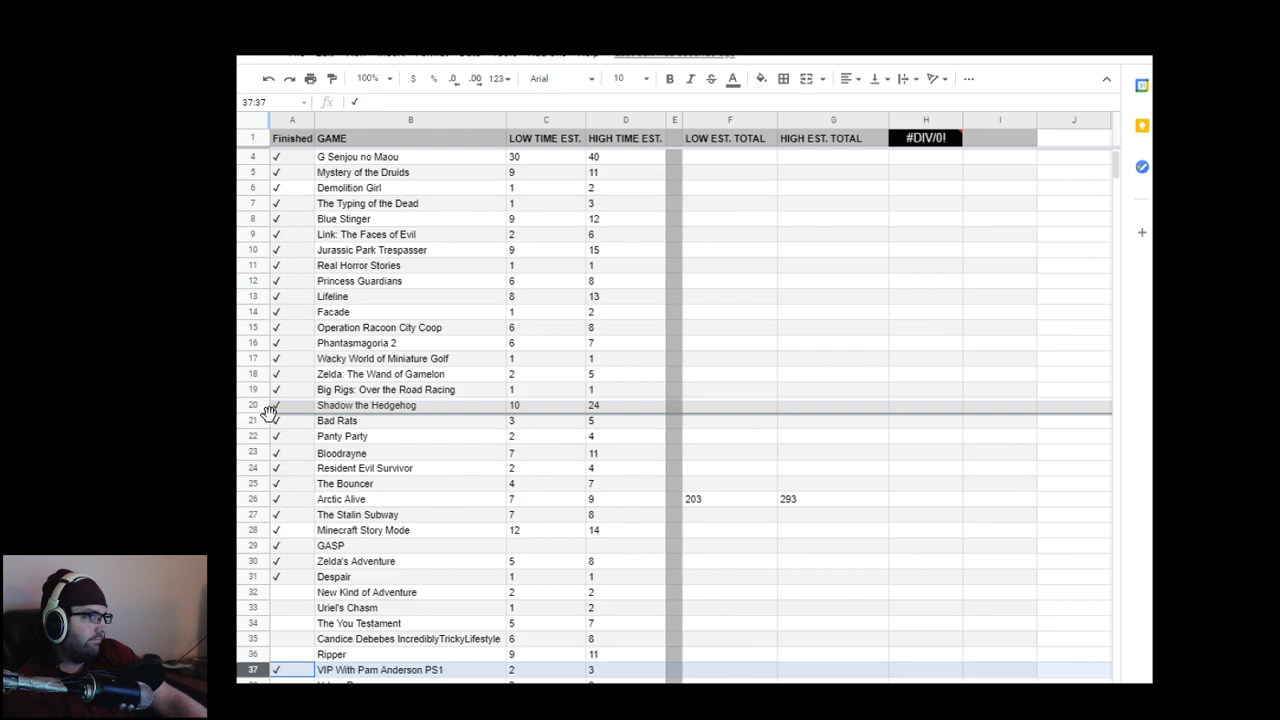 100% $ % .0 .00 123 Arial 10 B I S A
37:37 fx ✓
A B C D E F G H I J
1 Finished GAME LOW TIME EST. HIGH TIME EST. LOW EST. TOTAL HIGH EST. TOTAL #DIV/0!
4 ✓ G Senjou no Maou 30 40
5 ✓ Mystery of the Druids 9 11
6 ✓ Demolition Girl 1 2
7 ✓ The Typing of the Dead 1 3
8 ✓ Blue Stinger 9 12
9 ✓ Link: The Faces of Evil 2 6
10 ✓ Jurassic Park Trespasser 9 15
11 ✓ Real Horror Stories 1 1
12 ✓ Princess Guardians 6 8
13 ✓ Lifeline 8 13
14 ✓ Facade 1 2
15 ✓ Operation Racoon City Coop 6 8
16 ✓ Phantasmagoria 2 6 7
17 ✓ Wacky World of Miniature Golf 1 1
18 ✓ Zelda: The Wand of Gamelon 2 5
19 ✓ Big Rigs: Over the Road Racing 1 1
20 ✓ Shadow the Hedgehog 10 24
21 ✓ Bad Rats 3 5
22 ✓ Panty Party 2 4
23 ✓ Bloodrayne 7 11
24 ✓ Resident Evil Survivor 2 4
25 ✓ The Bouncer 4 7
26 ✓ Arctic Alive 7 9 203 293
27 ✓ The Stalin Subway 7 8
28 ✓ Minecraft Story Mode 12 14
29 ✓ GASP
30 ✓ Zelda's Adventure 5 8
31 ✓ Despair 1 1
32 New Kind of Adventure 2 2
33 Uriel's Chasm 1 2
34 The You Testament 5 7
35 Candice Debebes IncrediblyTrickyLifestyle 6 8
36 Ripper 9 11
37 ✓ VIP With Pam Anderson PS1 2 3